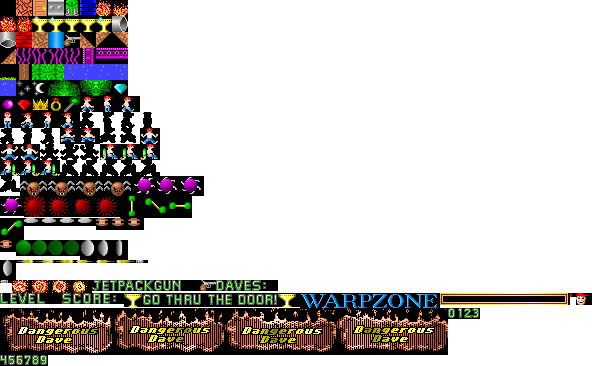 JETPACKGUN DAVES:
LEVEL SCORE: GO THRU THE DOOR! WARPZONE
0123
Dangerous Dave Dangerous Dave Dangerous Dave Dangerous Dave
456789